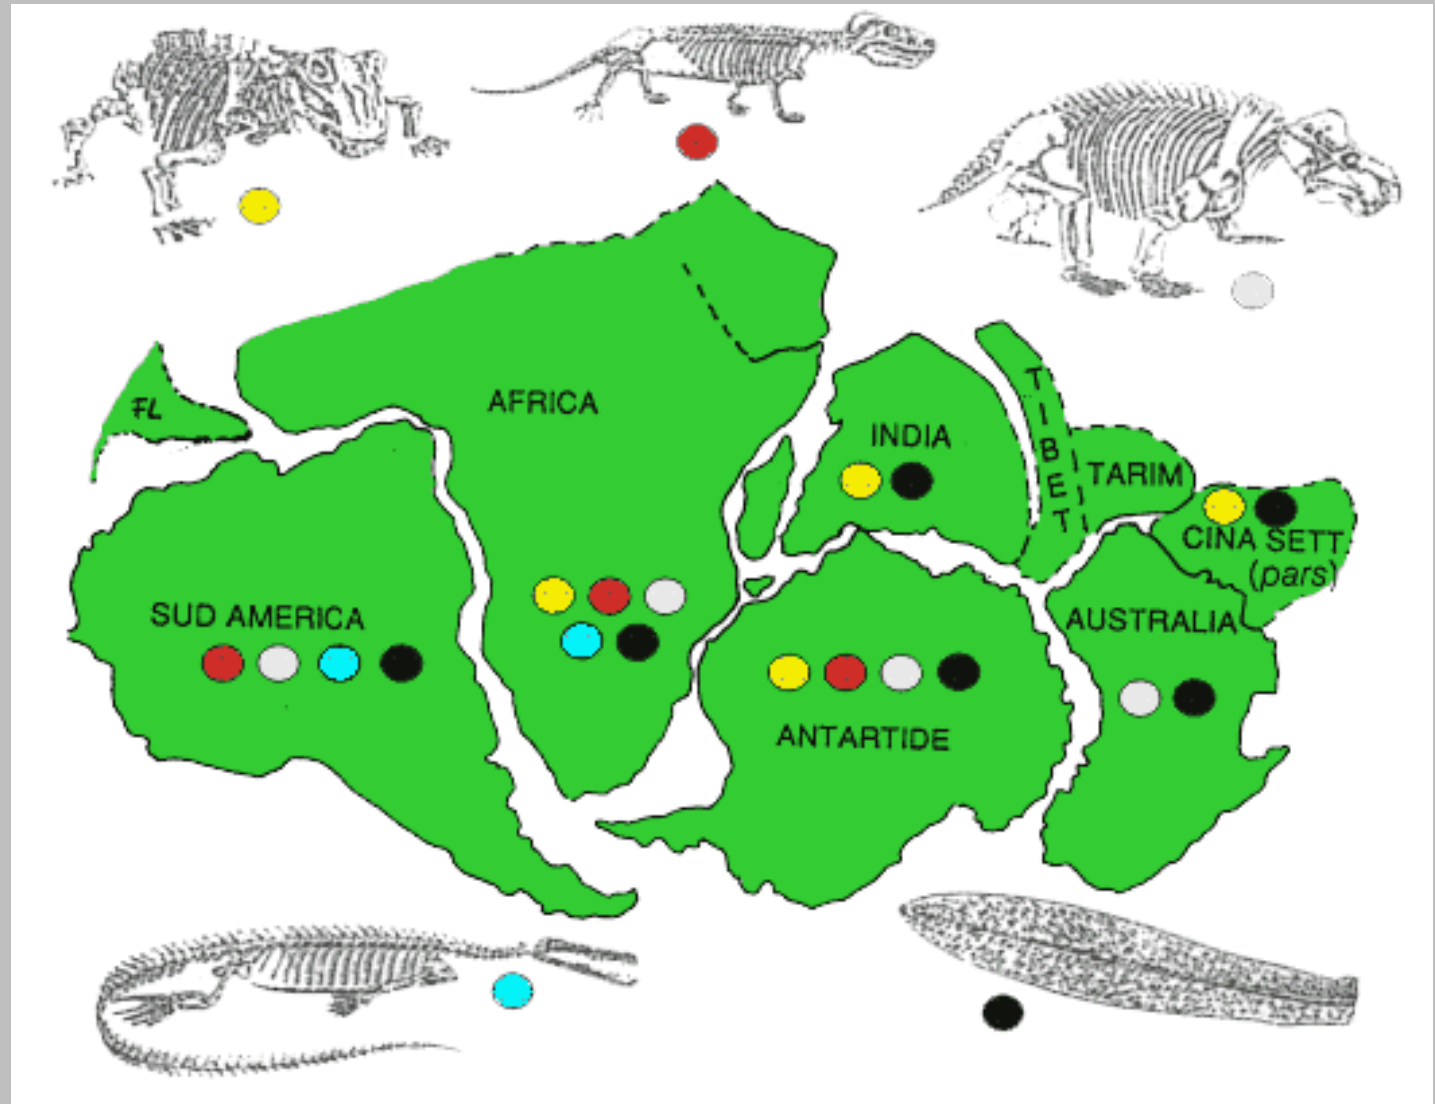 FL
AFRICA
INDIA
TIBET
TARIM
CINA SETT
(pars)
SUD AMERICA
AUSTRALIA
ANTARTIDE